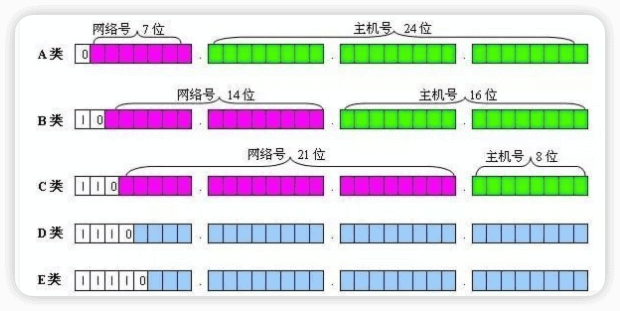 网络号 7 位 主机号 24 位
A 类 0 . . .
网络号 14 位 主机号 16 位
B 类 1 0 . . .
网络号 21 位 主机号 8 位
C 类 1 1 0 . . .
D 类 1 1 1 0 . . .
E 类 1 1 1 1 0 . . .